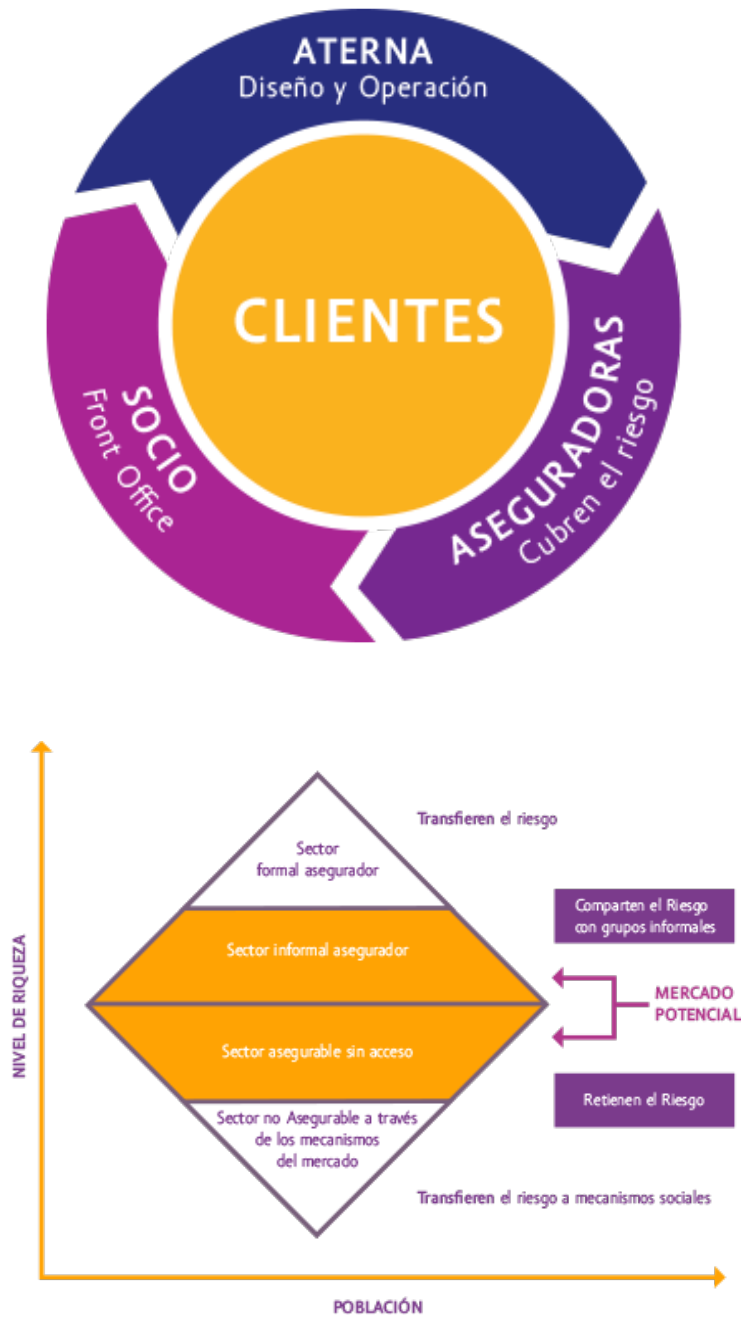 ATERNA
Diseño y Operación
CLIENTES
SOCIO
Front Office
ASEGURADORAS
Cubren el riesgo
NIVEL DE RIQUEZA
Transfieren el riesgo
Sector
formal asegurador
Comparten el Riesgo
con grupos informales
Sector informal asegurador
MERCADO
POTENCIAL
Sector asegurable sin acceso
Retienen el Riesgo
Sector no Asegurable a través
de los mecanismos
del mercado
Transfieren el riesgo a mecanismos sociales
POBLACIÓN